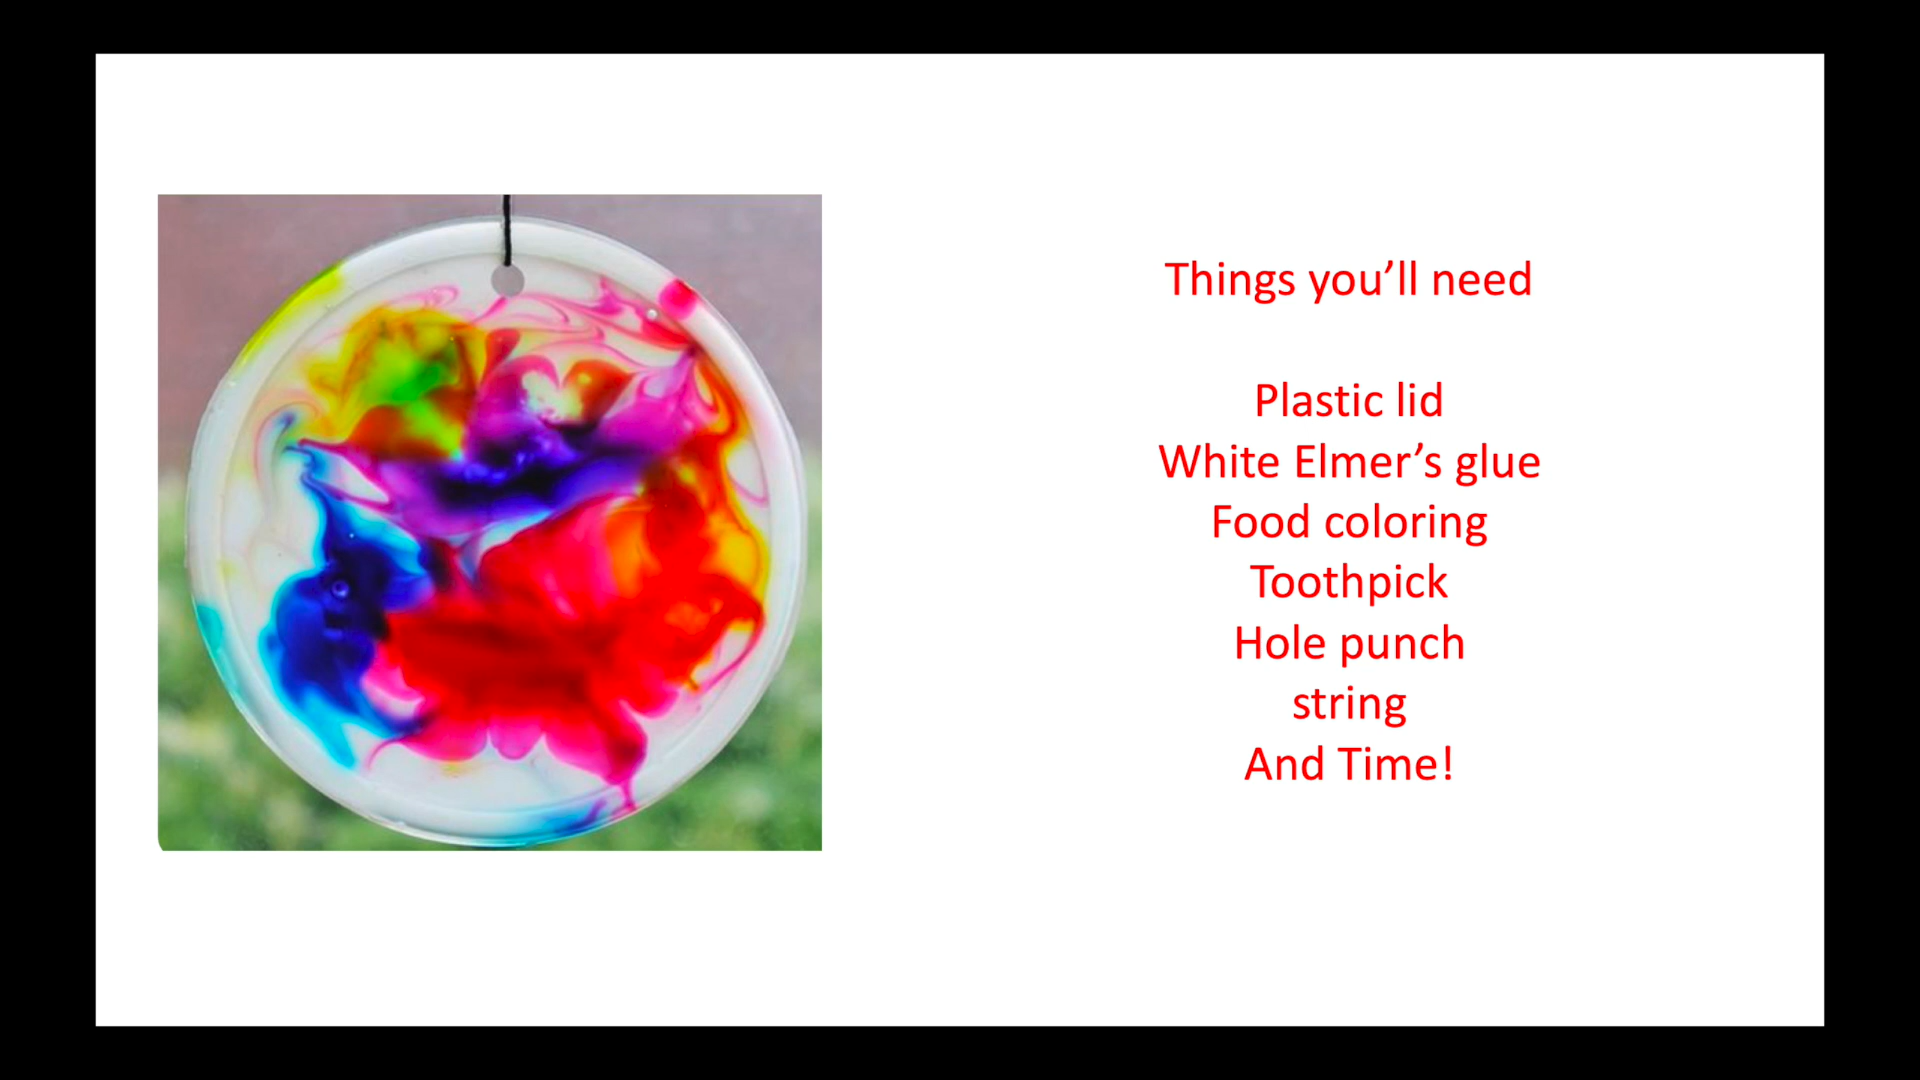 Things you’ll need
Plastic lid
White Elmer’s glue
Food coloring
Toothpick
Hole punch
string
And Time!